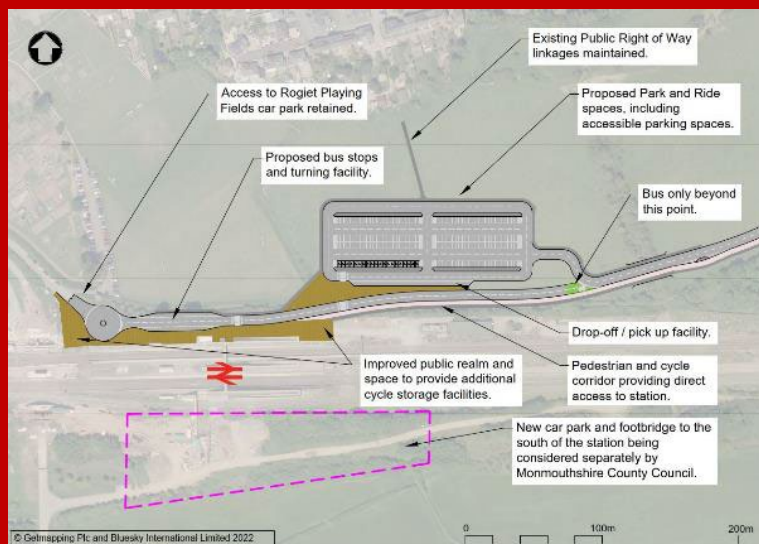 Existing Public Right of Way
linkages maintained.
Access to Rogiet Playing
Fields car park retained.
Proposed Park and Ride
spaces, including
accessible parking spaces.
Proposed bus stops
and turning facility.
Bus only beyond
this point.
Drop-off / pick up facility.
Improved public realm and
space to provide additional
cycle storage facilities.
Pedestrian and cycle
corridor providing direct
access to station.
New car park and footbridge to the
south of the station being
considered separately by
Monmouthshire County Council.
© Getmapping Plc and Bluesky International Limited 2022
0 100m 200m